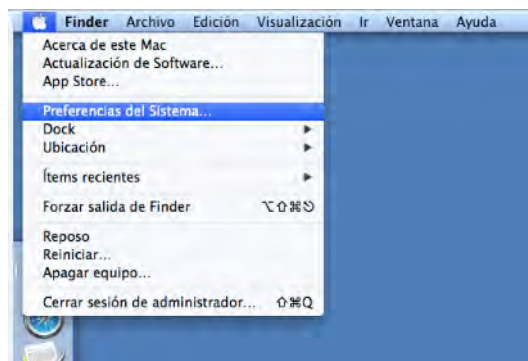 Finder Archivo Edición Visualización Ir Ventana Ayuda
Acerca de este Mac
Actualización de Software...
App Store...
Preferencias del Sistema...
Dock
Ubicación
Ítems recientes
Forzar salida de Finder ⌥⇧⌘⎋
Reposo
Reiniciar...
Apagar equipo...
Cerrar sesión de administrador... ⇧⌘Q